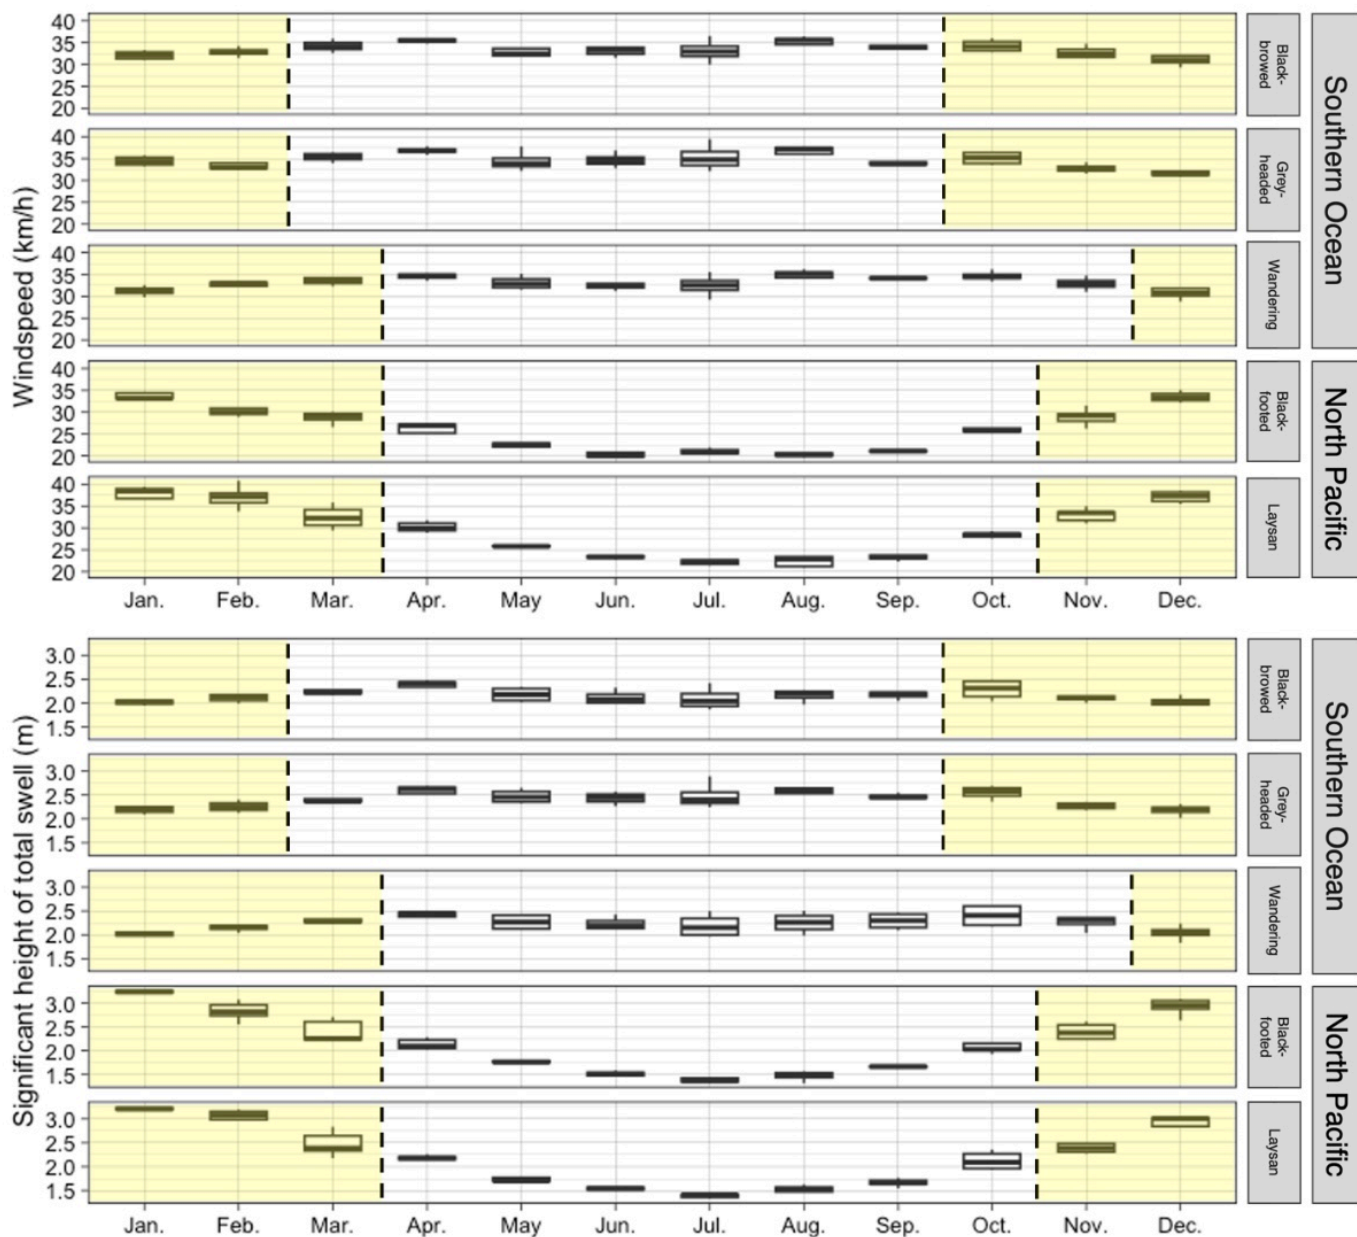 Windspeed (km/h)
40
35
30
25
20
Black-
browed
40
35
30
25
20
Grey-
headed
40
35
30
25
20
Wandering
Southern Ocean
40
35
30
25
20
Black-
footed
40
35
30
25
20
Laysan
North Pacific
Jan. Feb. Mar. Apr. May Jun. Jul. Aug. Sep. Oct. Nov. Dec.
Significant height of total swell (m)
3.0
2.5
2.0
1.5
Black-
browed
3.0
2.5
2.0
1.5
Grey-
headed
3.0
2.5
2.0
1.5
Wandering
Southern Ocean
3.0
2.5
2.0
1.5
Black-
footed
3.0
2.5
2.0
1.5
Laysan
North Pacific
Jan. Feb. Mar. Apr. May Jun. Jul. Aug. Sep. Oct. Nov. Dec.